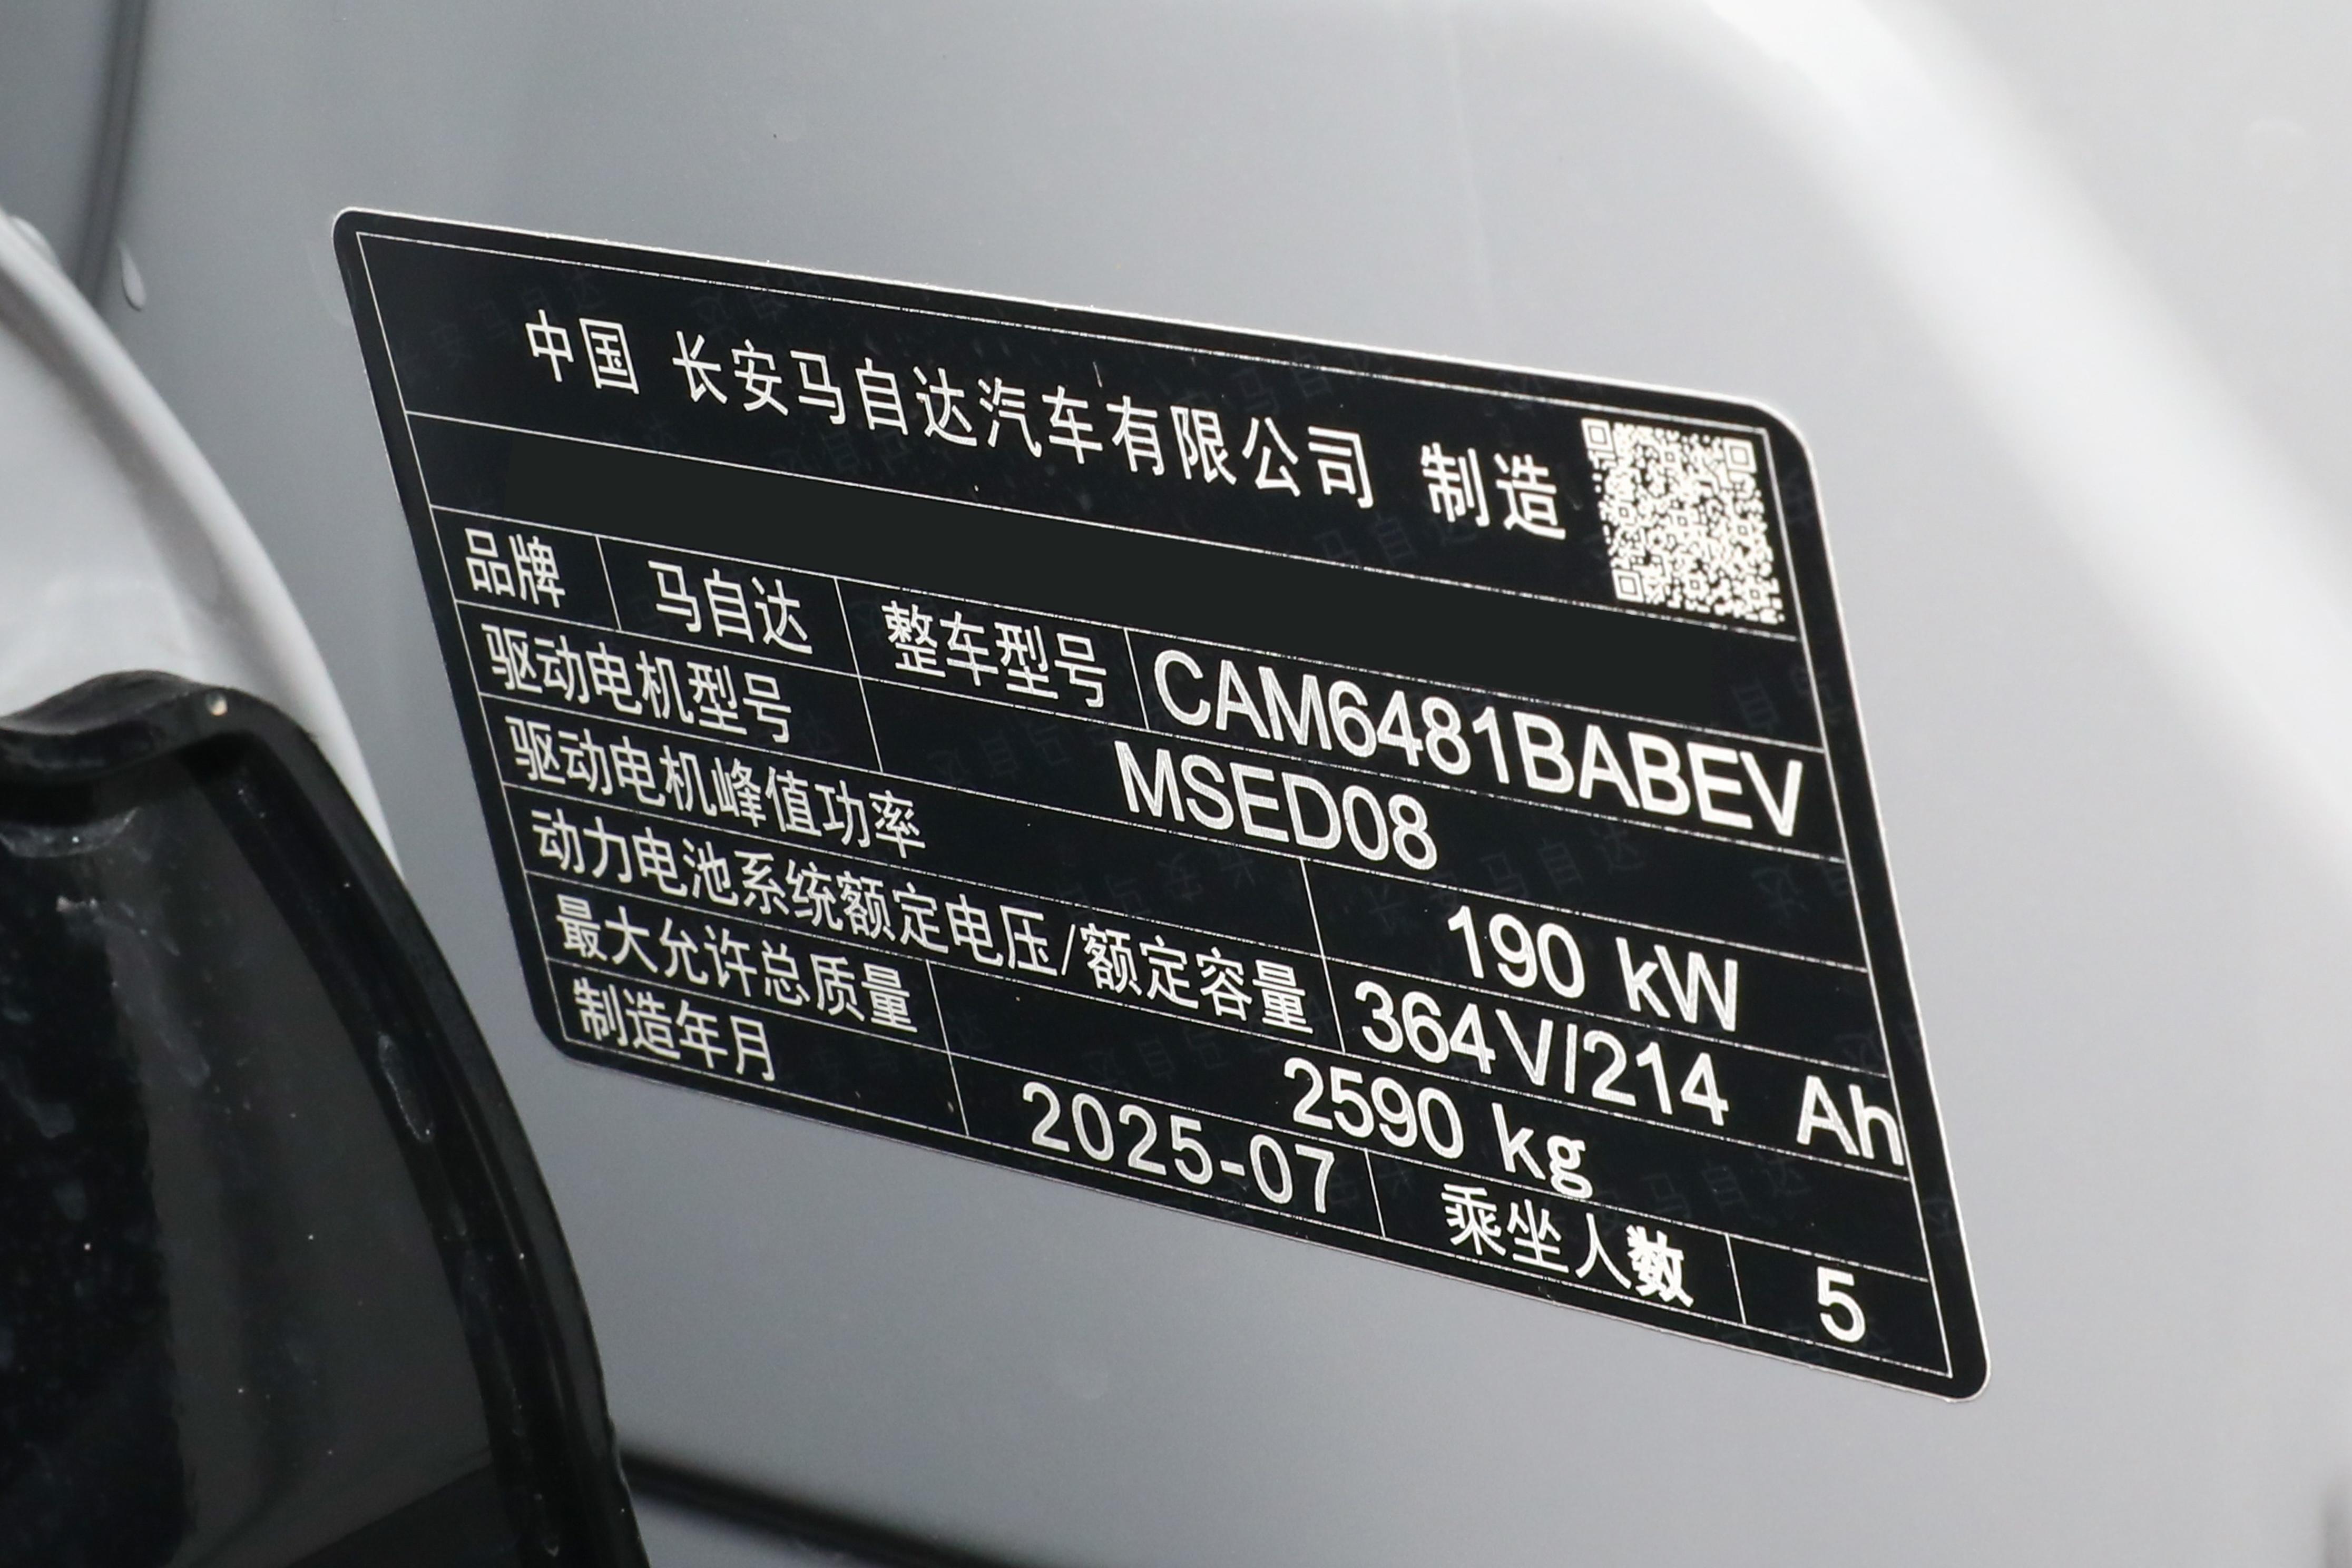 中国 长安马自达汽车有限公司 制造
品牌 马自达 整车型号 CAM6481BABEV
驱动电机型号 MSED08
驱动电机峰值功率 190 kW
动力电池系统额定电压/额定容量 364V/214 Ah
最大允许总质量 2590 kg
制造年月 2025-07 乘坐人数 5